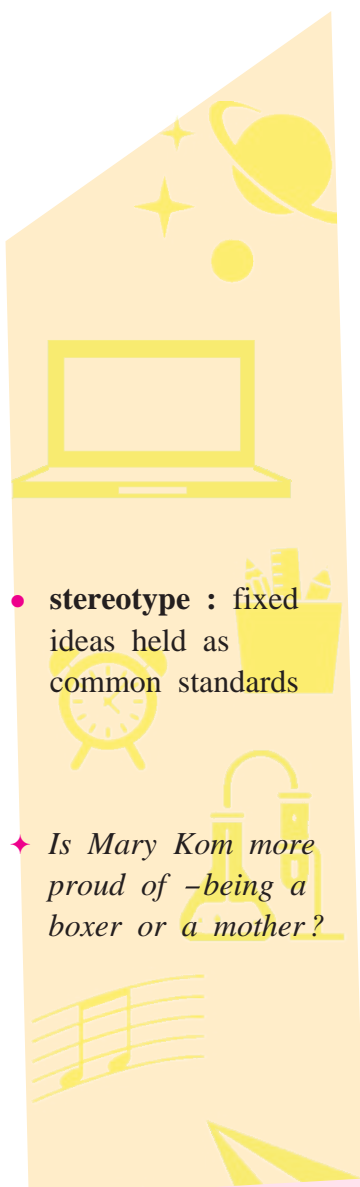 • stereotype : fixed
ideas held as
common standards
✦ Is Mary Kom more
proud of –being a
boxer or a mother?